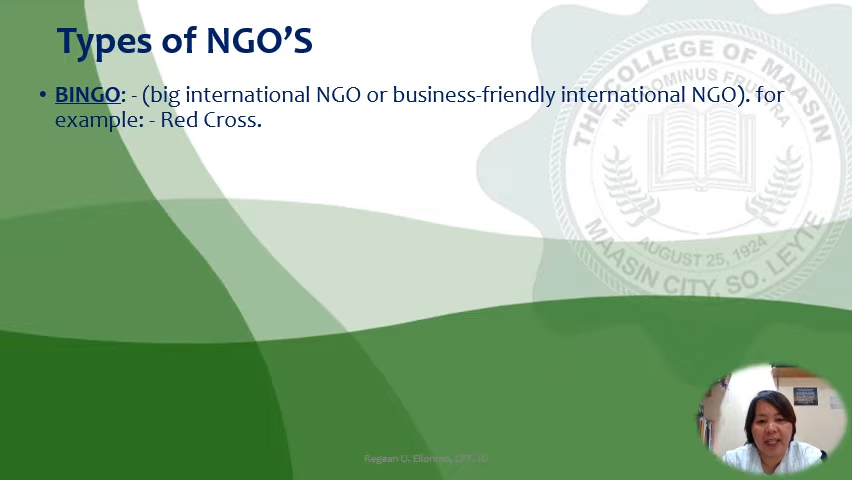 Types of NGO'S
• BINGO: - (big international NGO or business-friendly international NGO). for
example: - Red Cross.
THE COLLEGE OF MAASIN
NISI DOMINUS FRUSTRA
AUGUST 25, 1924
MAASIN CITY, SO. LEYTE